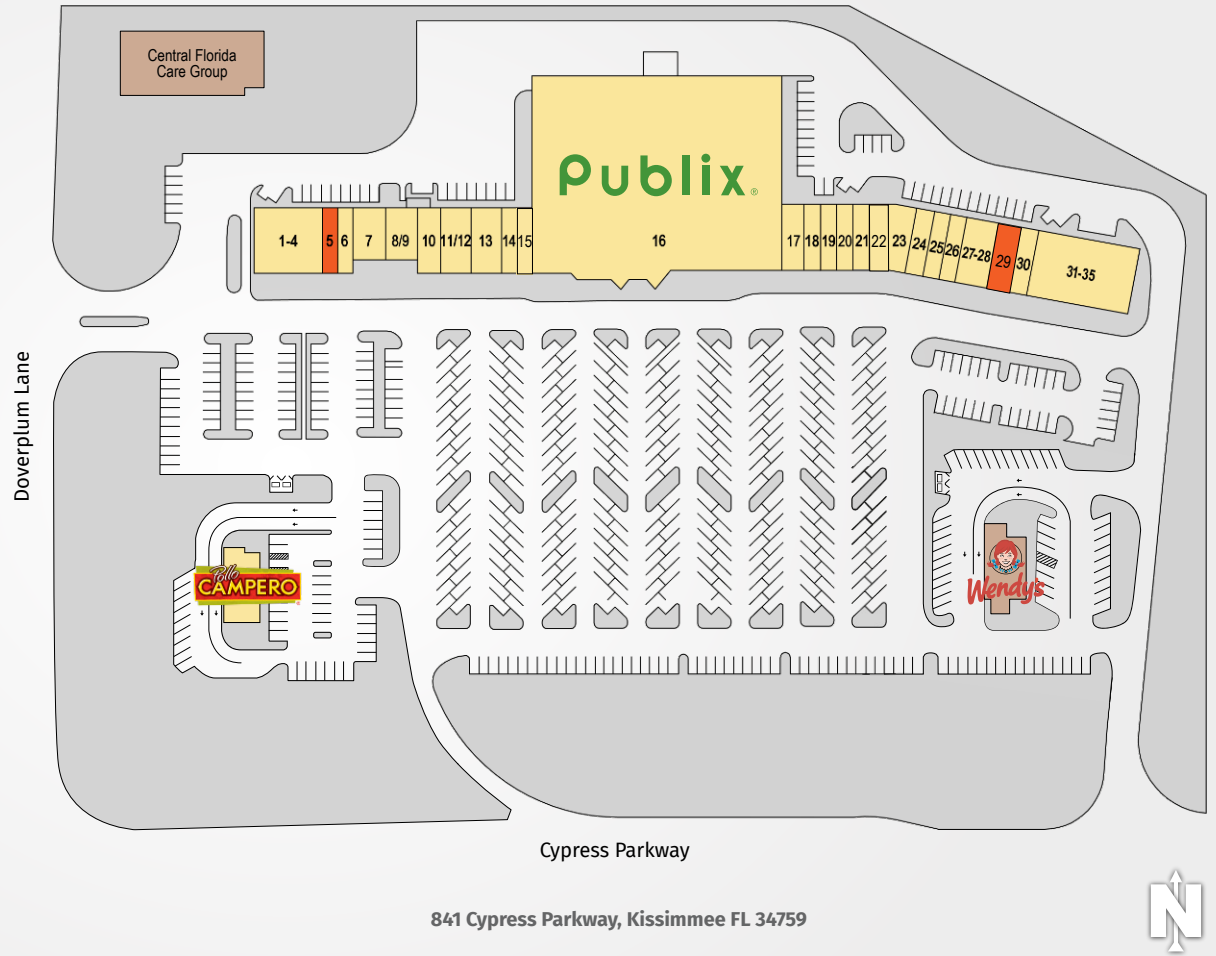 Central Florida
Care Group
Publix®
1-4
5
6
7
8/9
10
11/12
13
14
15
16
17
18
19
20
21
22
23
24
25
26
27-28
29
30
31-35
Doverplum Lane
Pollo
CAMPERO
Wendy's
Cypress Parkway
841 Cypress Parkway, Kissimmee FL 34759
N